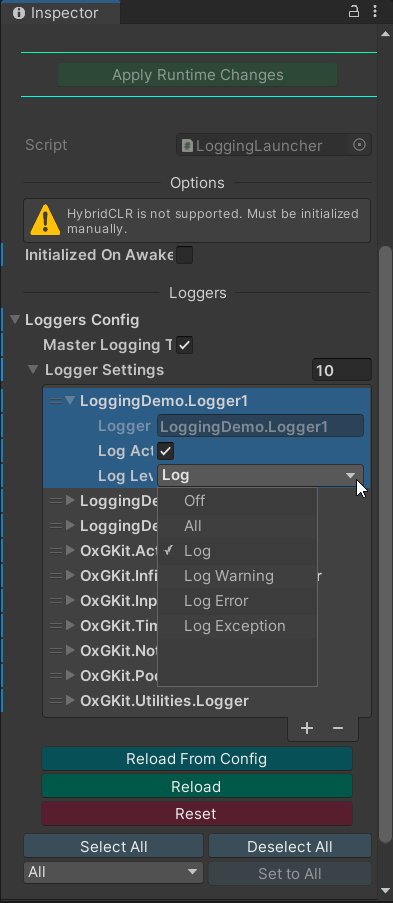 Inspector
Apply Runtime Changes
Script
LoggingLauncher
Options
HybridCLR is not supported. Must be initialized
manually.
Initialized On Awake
Loggers
Loggers Config
Master Logging T
Logger Settings
10
LoggingDemo.Logger1
Logger
LoggingDemo.Logger1
Log Act
Log Lev
Log
LoggingDe
Off
LoggingDe
All
OxGKit.Act
Log
OxGKit.Infi
Log Warning
r
OxGKit.Inp
Log Error
OxGKit.Tim
Log Exception
OxGKit.Not
OxGKit.Poo
OxGKit.Utilities.Logger
+ −
Reload From Config
Reload
Reset
Select All
Deselect All
All
Set to All